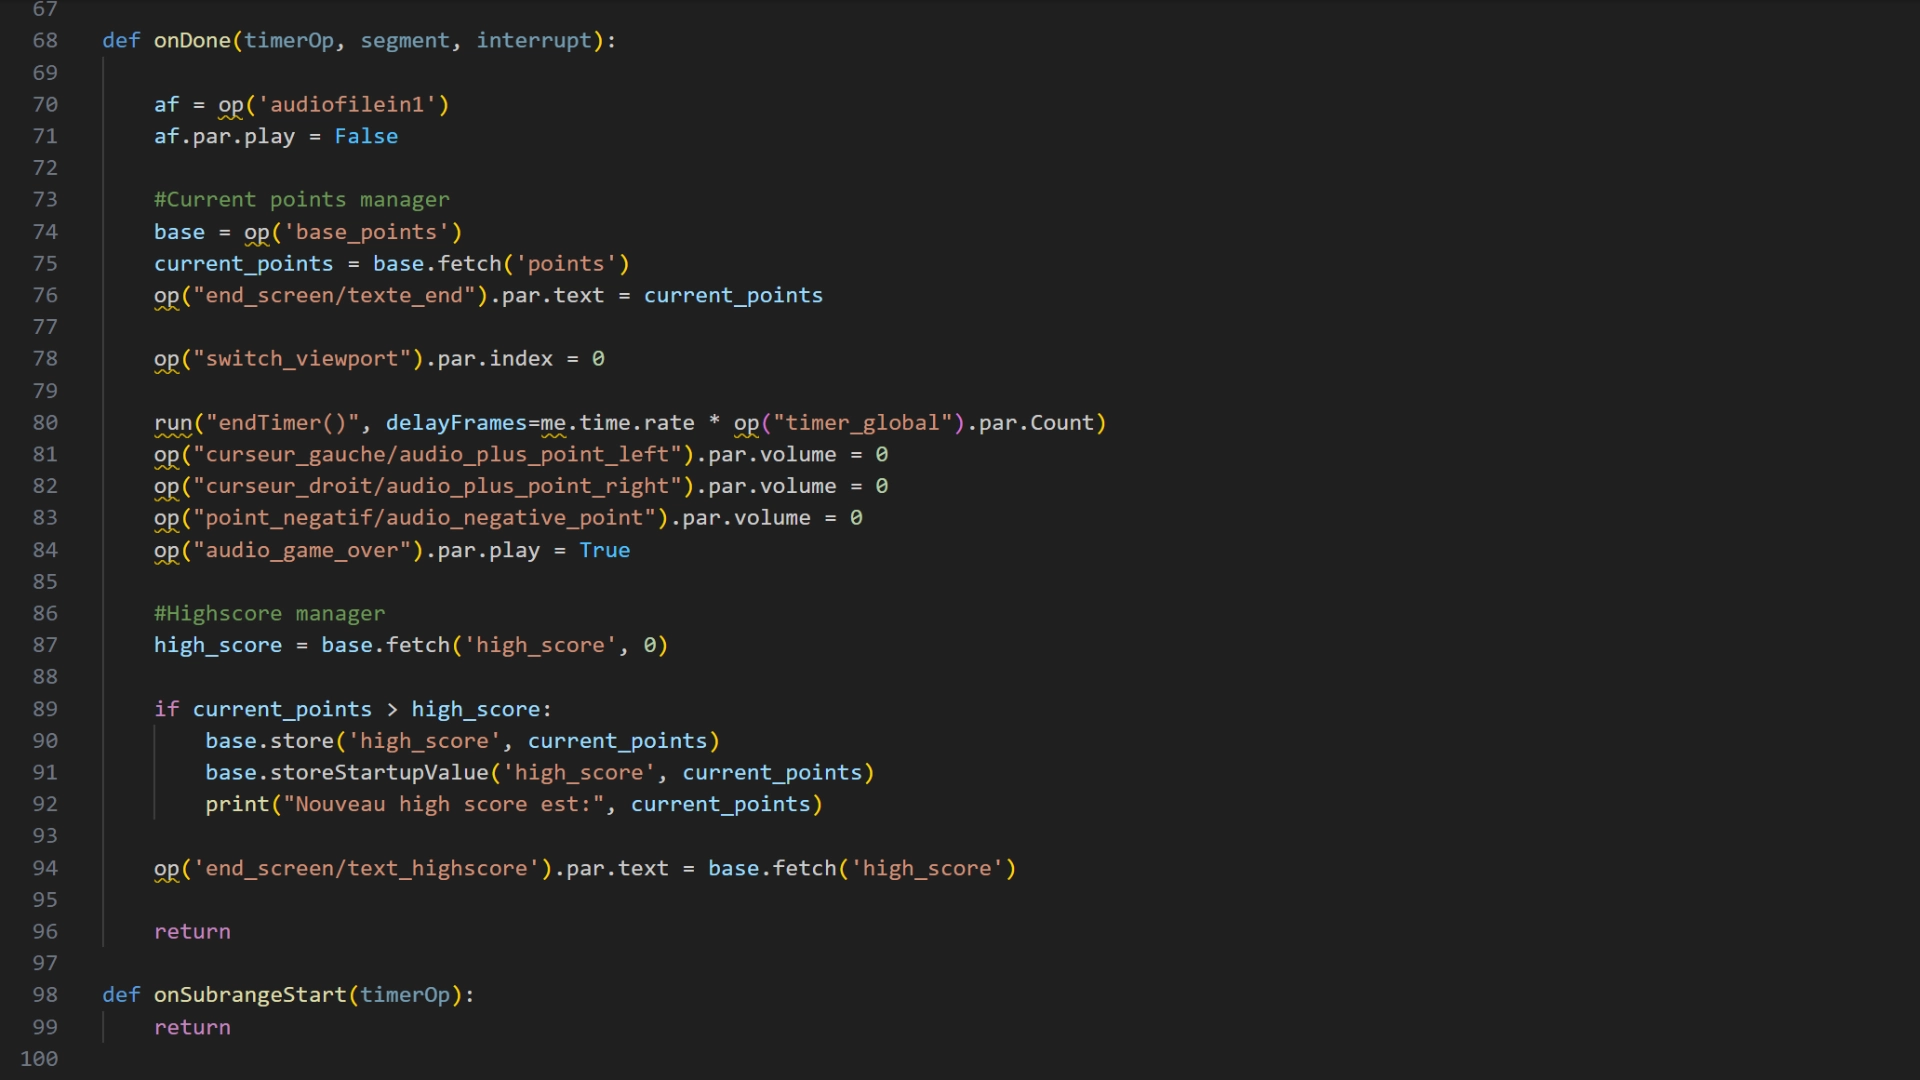 67
68 def onDone(timerOp, segment, interrupt):
69
70     af = op('audiofilein1')
71     af.par.play = False
72
73     #Current points manager
74     base = op('base_points')
75     current_points = base.fetch('points')
76     op("end_screen/texte_end").par.text = current_points
77
78     op("switch_viewport").par.index = 0
79
80     run("endTimer()", delayFrames=me.time.rate * op("timer_global").par.Count)
81     op("curseur_gauche/audio_plus_point_left").par.volume = 0
82     op("curseur_droit/audio_plus_point_right").par.volume = 0
83     op("point_negatif/audio_negative_point").par.volume = 0
84     op("audio_game_over").par.play = True
85
86     #Highscore manager
87     high_score = base.fetch('high_score', 0)
88
89     if current_points > high_score:
90         base.store('high_score', current_points)
91         base.storeStartupValue('high_score', current_points)
92         print("Nouveau high score est:", current_points)
93
94     op('end_screen/text_highscore').par.text = base.fetch('high_score')
95
96     return
97
98 def onSubrangeStart(timerOp):
99     return
100